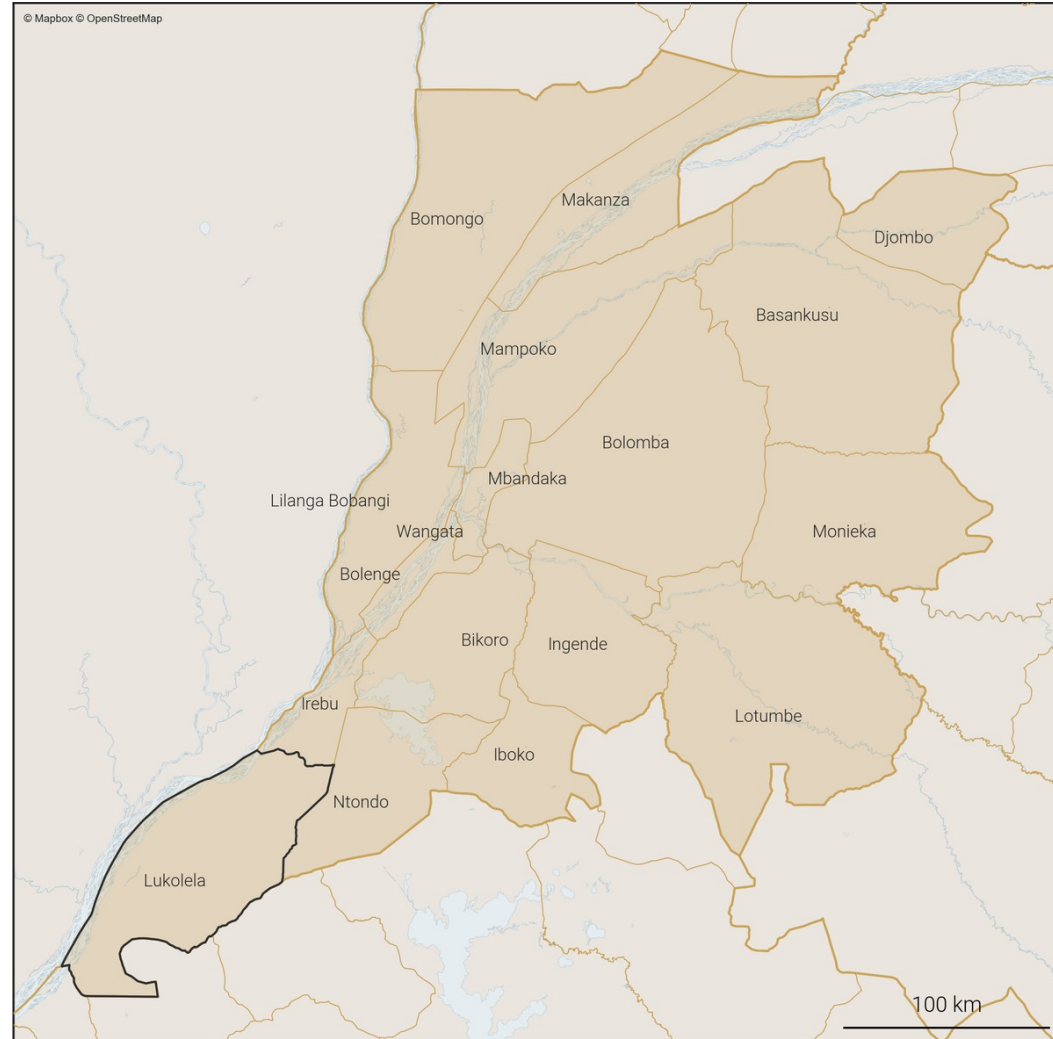 © Mapbox © OpenStreetMap
Makanza
Bomongo
Djombo
Basankusu
Mampoko
Bolomba
Mbandaka
Lilanga Bobangi
Wangata
Monieka
Bolenge
Bikoro
Ingende
Irebu
Lotumbe
Iboko
Ntondo
Lukolela
100 km